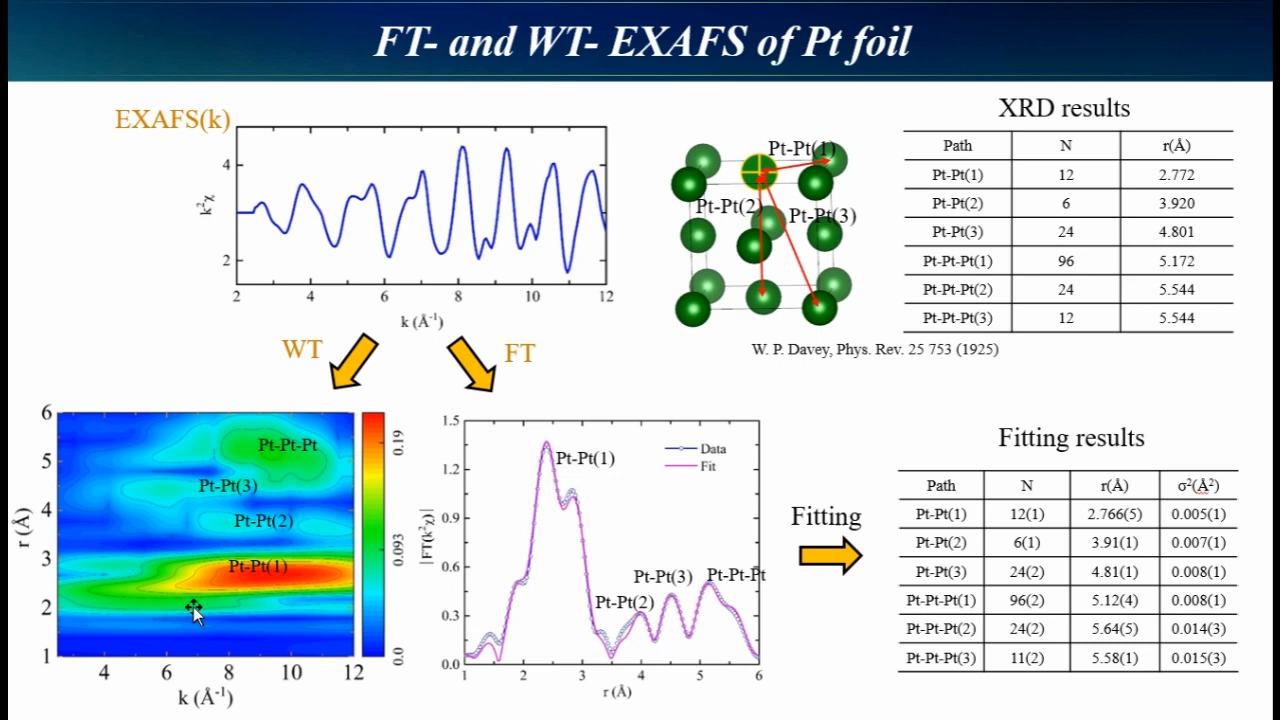 FT- and WT- EXAFS of Pt foil
EXAFS(k)
k²χ
4
2
2 4 6 8 10 12
k (Å⁻¹)
WT
FT
Pt-Pt(1)
Pt-Pt(2)
Pt-Pt(3)
XRD results
Path N r(Å)
Pt-Pt(1) 12 2.772
Pt-Pt(2) 6 3.920
Pt-Pt(3) 24 4.801
Pt-Pt-Pt(1) 96 5.172
Pt-Pt-Pt(2) 24 5.544
Pt-Pt-Pt(3) 12 5.544
W. P. Davey, Phys. Rev. 25 753 (1925)
r (Å)
6
5
4
3
2
1
Pt-Pt-Pt
Pt-Pt(3)
Pt-Pt(2)
Pt-Pt(1)
4 6 8 10 12
k (Å⁻¹)
0.19
0.093
0.0
|FT(k²χ)|
1.5
1.2
0.9
0.6
0.3
0.0
Data
Fit
Pt-Pt(1)
Pt-Pt(3) Pt-Pt-Pt
Pt-Pt(2)
1 2 3 4 5 6
r (Å)
Fitting
Fitting results
Path N r(Å) σ²(Å²)
Pt-Pt(1) 12(1) 2.766(5) 0.005(1)
Pt-Pt(2) 6(1) 3.91(1) 0.007(1)
Pt-Pt(3) 24(2) 4.81(1) 0.008(1)
Pt-Pt-Pt(1) 96(2) 5.12(4) 0.008(1)
Pt-Pt-Pt(2) 24(2) 5.64(5) 0.014(3)
Pt-Pt-Pt(3) 11(2) 5.58(1) 0.015(3)